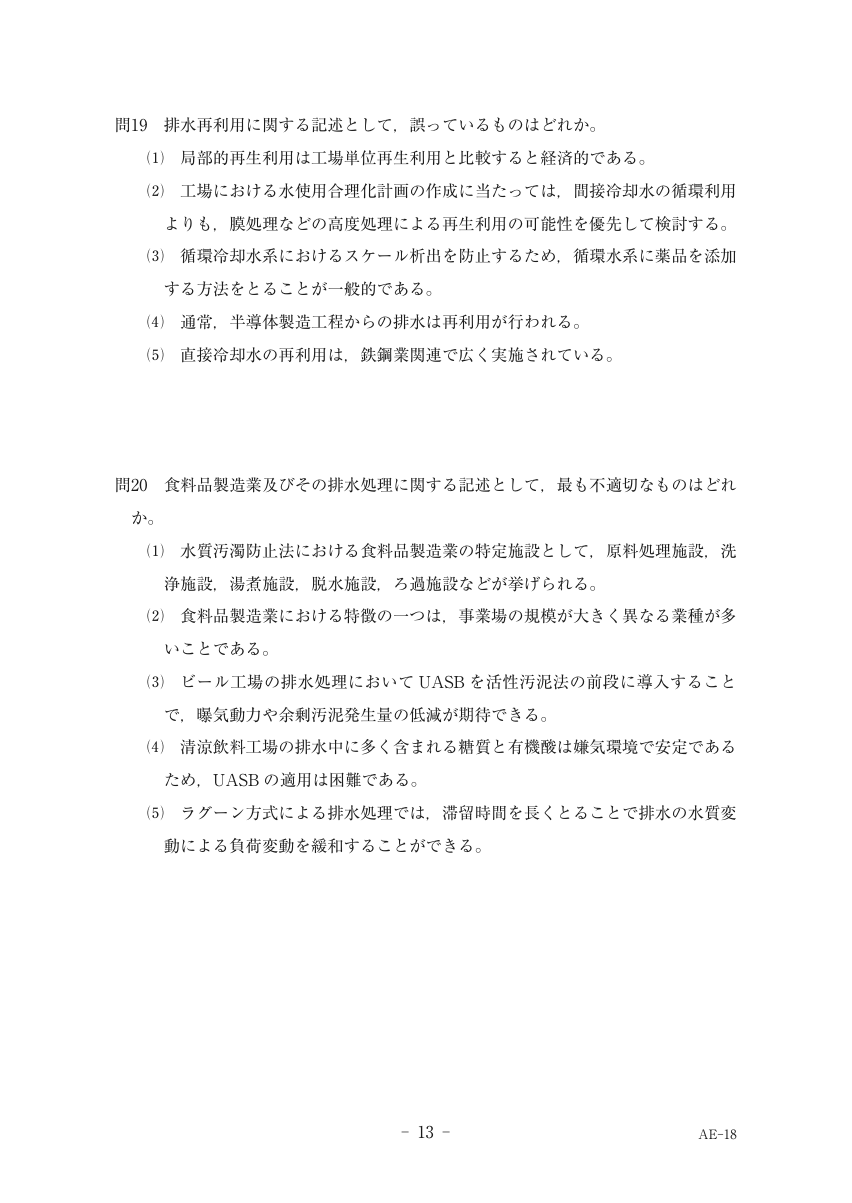 問19　排水再利用に関する記述として，誤っているものはどれか。
⑴　局部的再生利用は工場単位再生利用と比較すると経済的である。
⑵　工場における水使用合理化計画の作成に当たっては，間接冷却水の循環利用
よりも，膜処理などの高度処理による再生利用の可能性を優先して検討する。
⑶　循環冷却水系におけるスケール析出を防止するため，循環水系に薬品を添加
する方法をとることが一般的である。
⑷　通常，半導体製造工程からの排水は再利用が行われる。
⑸　直接冷却水の再利用は，鉄鋼業関連で広く実施されている。
問20　食料品製造業及びその排水処理に関する記述として，最も不適切なものはどれ
か。
⑴　水質汚濁防止法における食料品製造業の特定施設として，原料処理施設，洗
浄施設，湯煮施設，脱水施設，ろ過施設などが挙げられる。
⑵　食料品製造業における特徴の一つは，事業場の規模が大きく異なる業種が多
いことである。
⑶　ビール工場の排水処理において UASB を活性汚泥法の前段に導入すること
で，曝気動力や余剰汚泥発生量の低減が期待できる。
⑷　清涼飲料工場の排水中に多く含まれる糖質と有機酸は嫌気環境で安定である
ため，UASB の適用は困難である。
⑸　ラグーン方式による排水処理では，滞留時間を長くとることで排水の水質変
動による負荷変動を緩和することができる。
- 13 -
AE-18